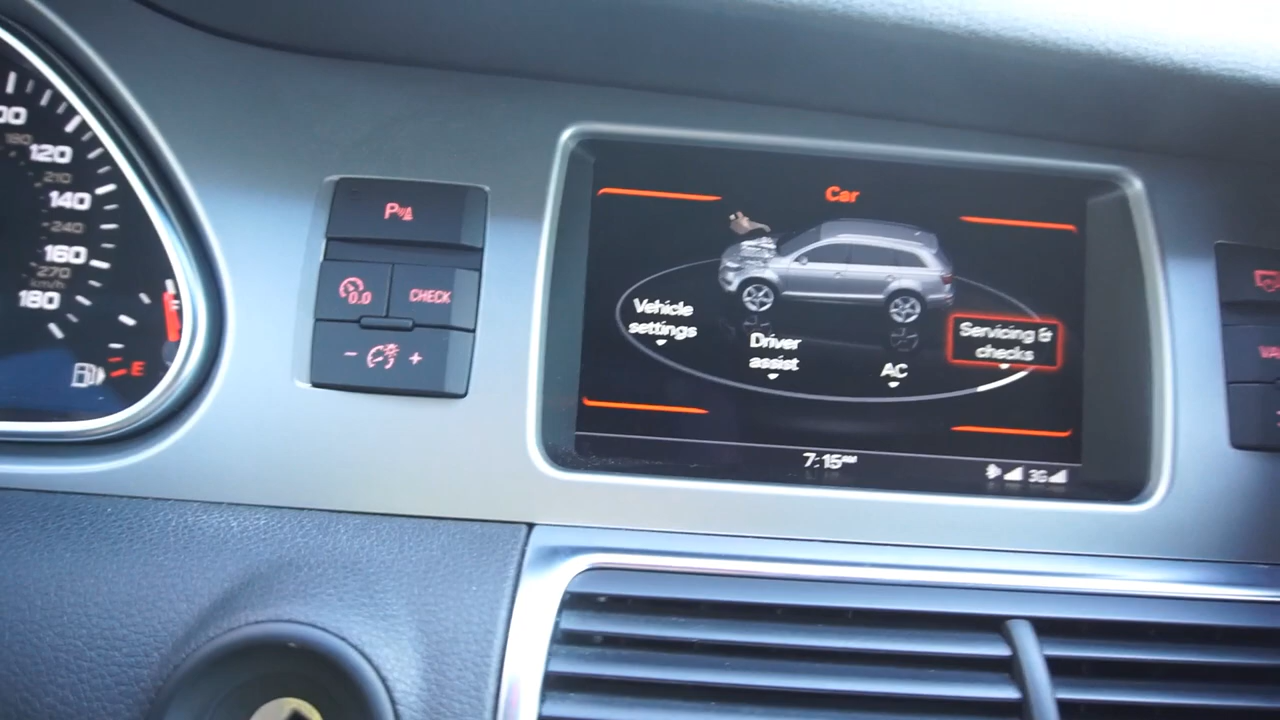 120
210
140
240
160
270
km/h
180
E
P
0.0
CHECK
- +
Car
Vehicle
settings
Driver
assist
AC
Servicing &
checks
7:15AM
3G